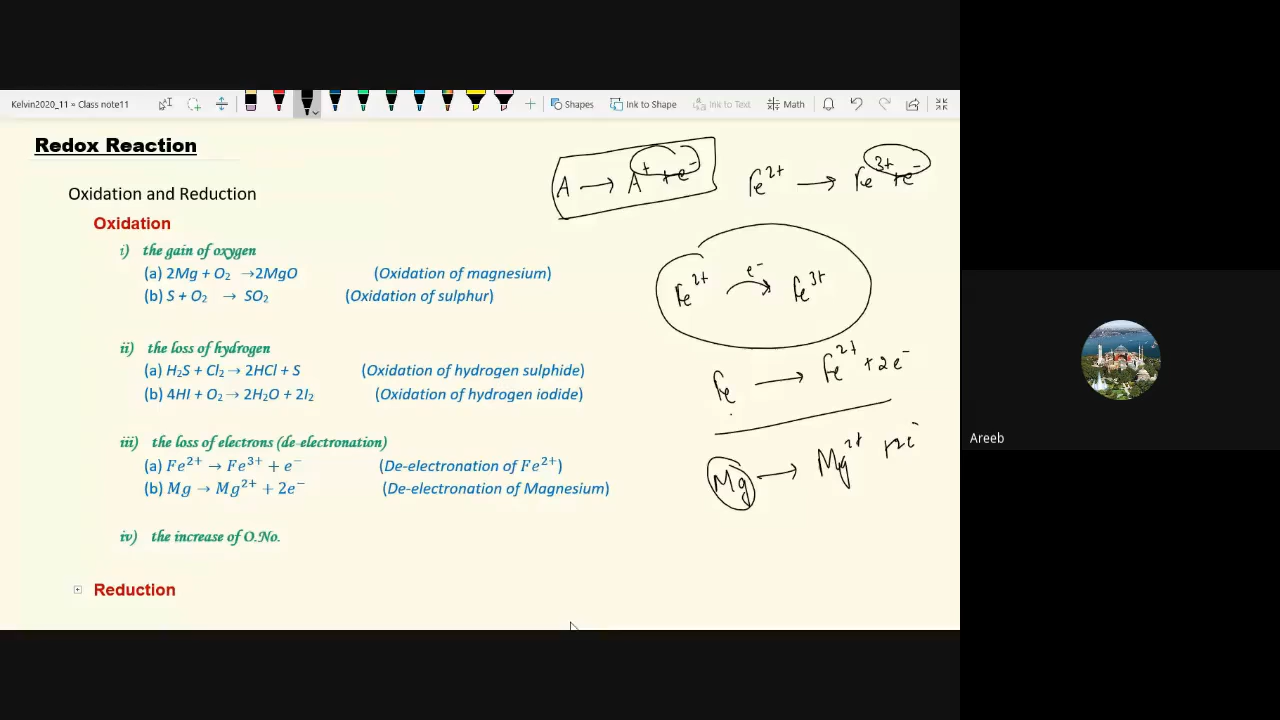 Kelvin2020_11 » Class note11
Shapes
Ink to Shape
Ink to Text
Math
Redox Reaction
Oxidation and Reduction
Oxidation
i) the gain of oxygen
(a) 2Mg + O₂ →2MgO (Oxidation of magnesium)
(b) S + O₂ → SO₂ (Oxidation of sulphur)
ii) the loss of hydrogen
(a) H₂S + Cl₂ → 2HCl + S (Oxidation of hydrogen sulphide)
(b) 4HI + O₂ → 2H₂O + 2I₂ (Oxidation of hydrogen iodide)
iii) the loss of electrons (de-electronation)
(a) Fe²⁺ → Fe³⁺ + e⁻ (De-electronation of Fe²⁺)
(b) Mg → Mg²⁺ + 2e⁻ (De-electronation of Magnesium)
iv) the increase of O.No.
Reduction
A → A⁺ + e⁻
Fe²⁺ → Fe³⁺ + e⁻
e⁻
Fe²⁺ → Fe³⁺
Fe → Fe²⁺ + 2e⁻
Mg → Mg²⁺
Areeb